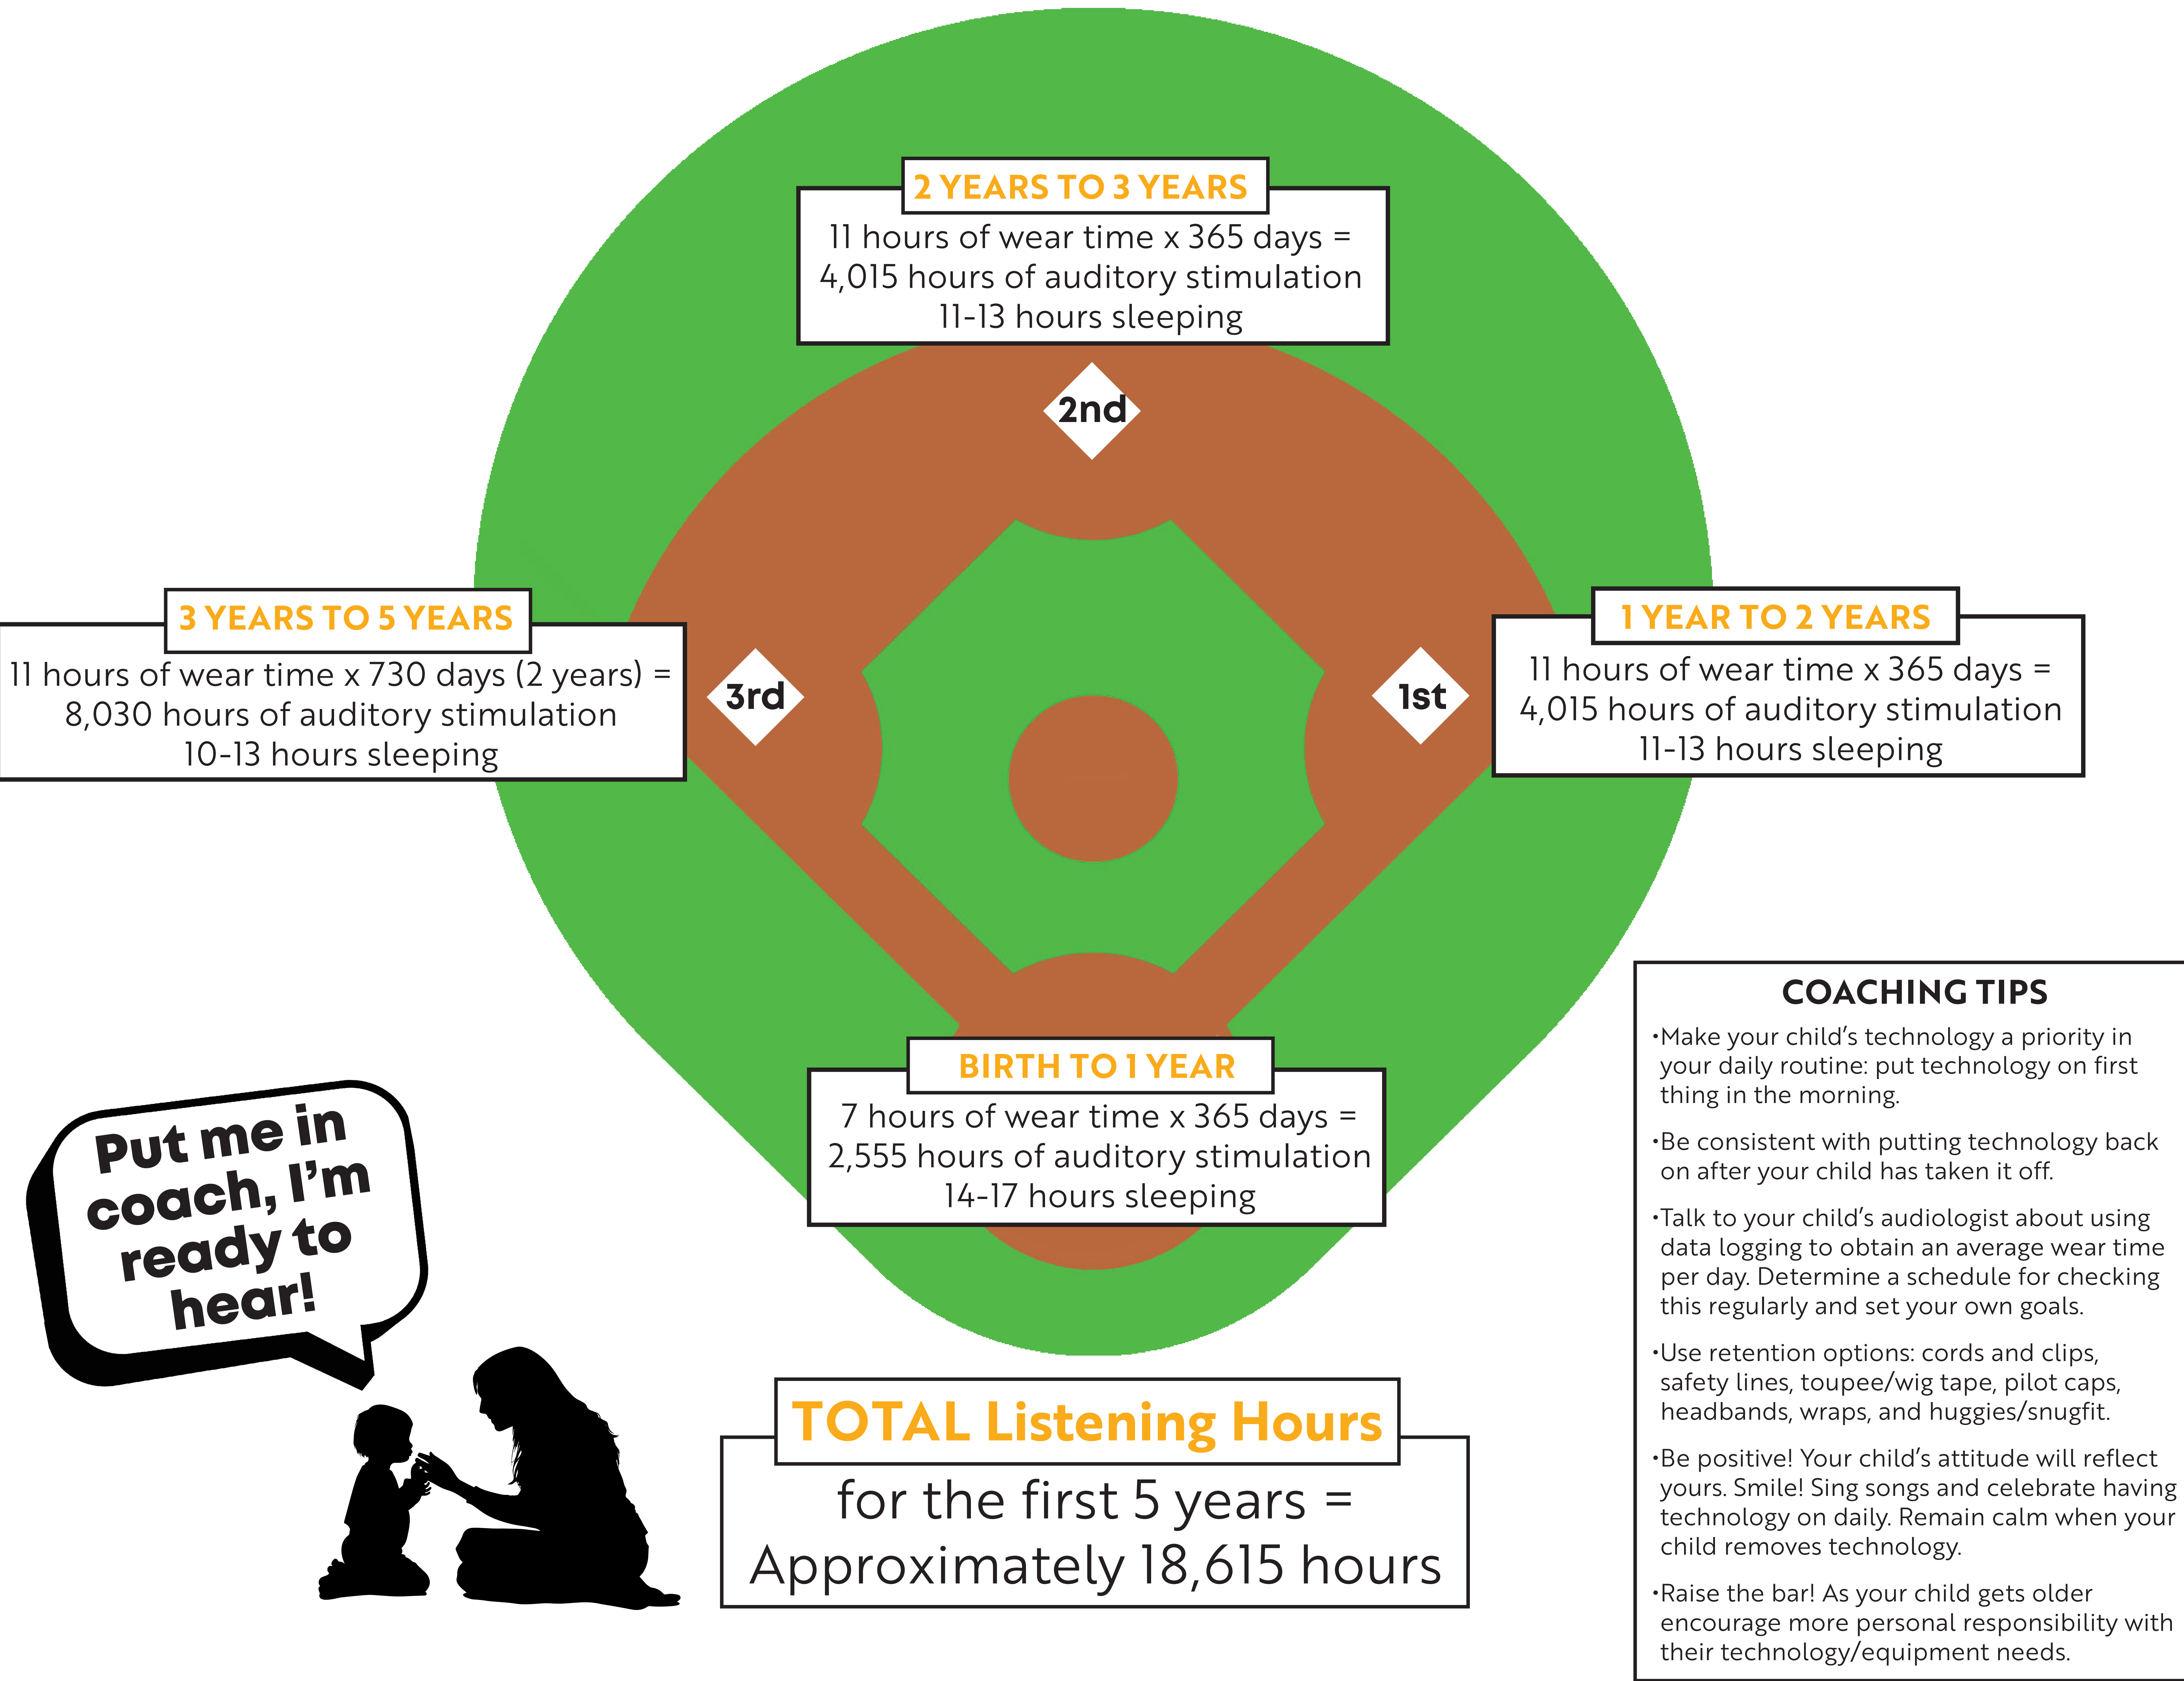 2 YEARS TO 3 YEARS
11 hours of wear time x 365 days =
4,015 hours of auditory stimulation
11-13 hours sleeping
2nd
3 YEARS TO 5 YEARS
11 hours of wear time x 730 days (2 years) =
8,030 hours of auditory stimulation
10-13 hours sleeping
3rd
1st
1 YEAR TO 2 YEARS
11 hours of wear time x 365 days =
4,015 hours of auditory stimulation
11-13 hours sleeping
BIRTH TO 1 YEAR
7 hours of wear time x 365 days =
2,555 hours of auditory stimulation
14-17 hours sleeping
Put me in
coach, I'm
ready to
hear!
TOTAL Listening Hours
for the first 5 years =
Approximately 18,615 hours
COACHING TIPS
•Make your child's technology a priority in
your daily routine: put technology on first
thing in the morning.
•Be consistent with putting technology back
on after your child has taken it off.
•Talk to your child's audiologist about using
data logging to obtain an average wear time
per day. Determine a schedule for checking
this regularly and set your own goals.
•Use retention options: cords and clips,
safety lines, toupee/wig tape, pilot caps,
headbands, wraps, and huggies/snugfit.
•Be positive! Your child's attitude will reflect
yours. Smile! Sing songs and celebrate having
technology on daily. Remain calm when your
child removes technology.
•Raise the bar! As your child gets older
encourage more personal responsibility with
their technology/equipment needs.